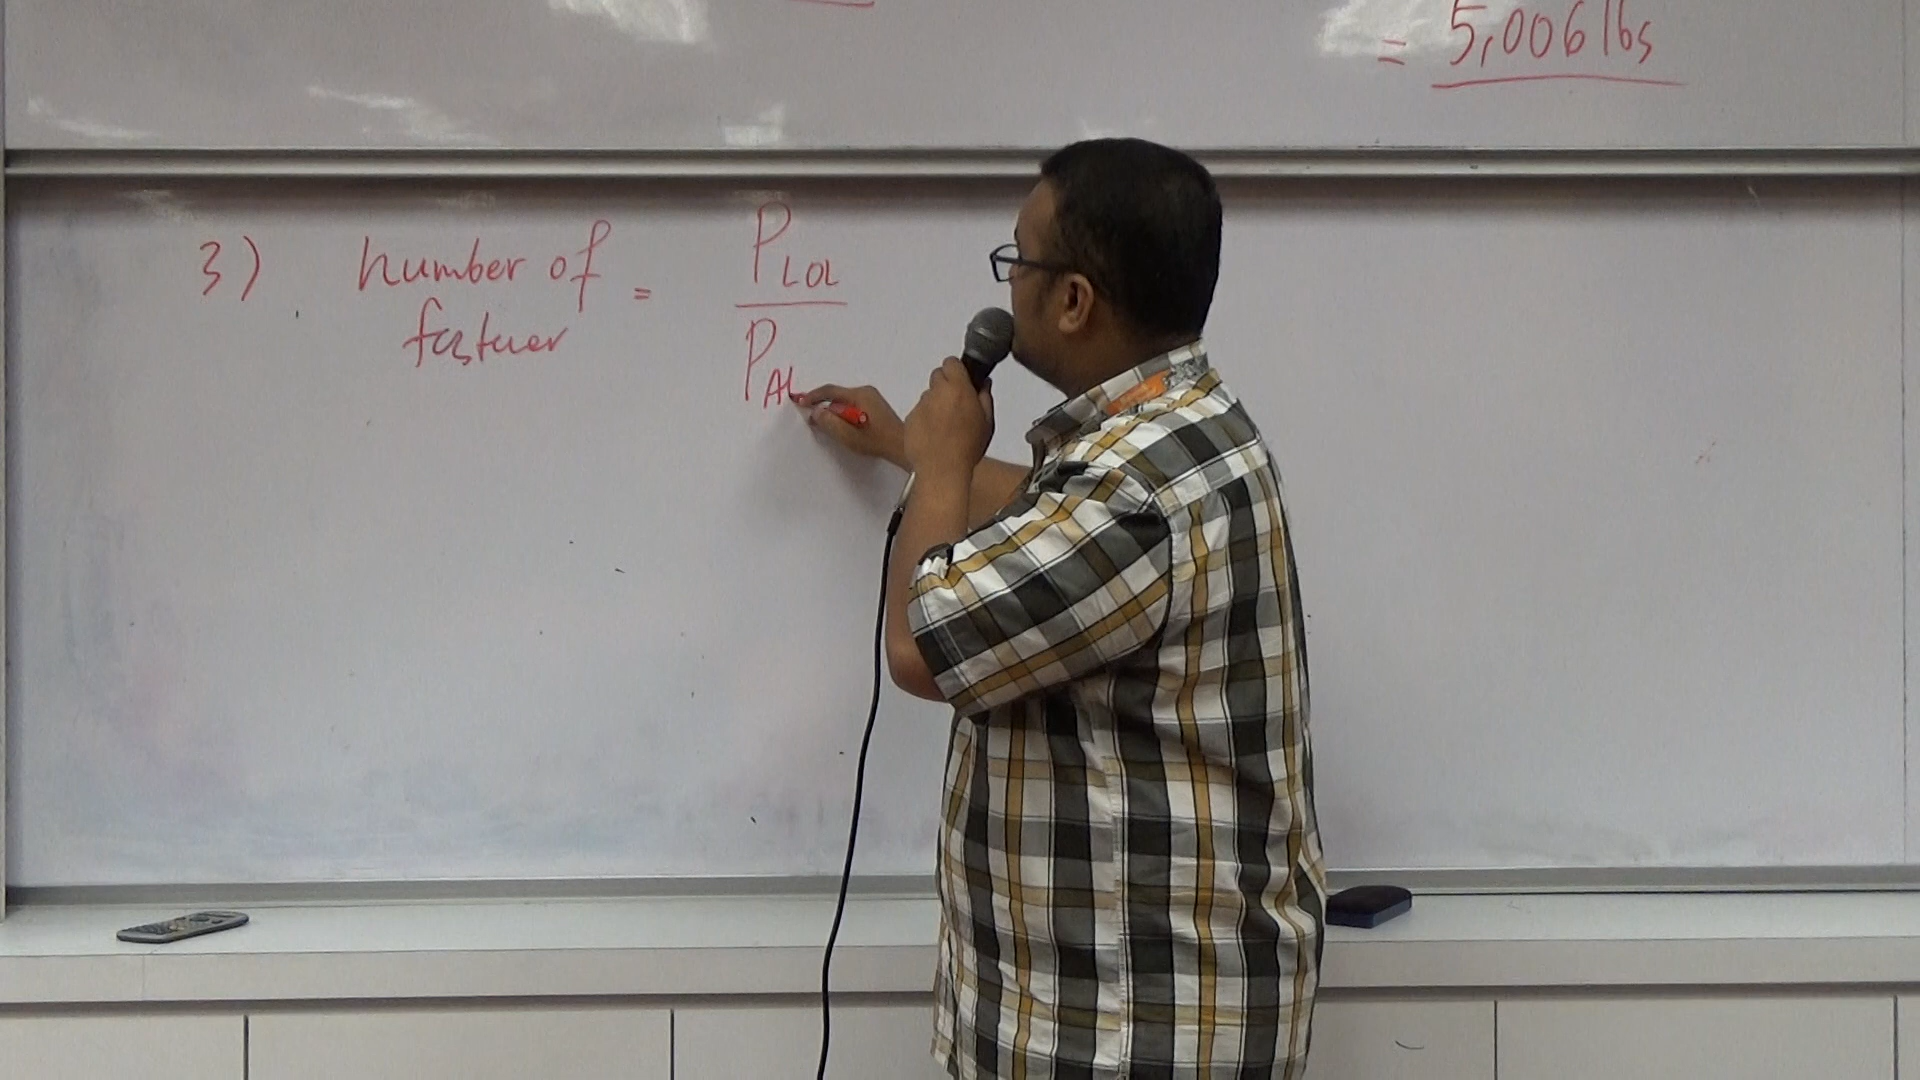 = 5,006 lbs
3) number of = P_LOL
fastener
P_AL